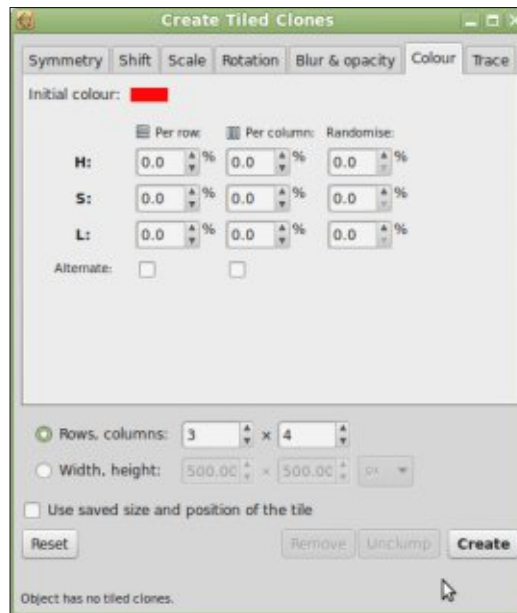 Create Tiled Clones
Symmetry Shift Scale Rotation Blur & opacity Colour Trace
Initial colour:
Per row: Per column: Randomise:
H: 0.0 % 0.0 % 0.0 %
S: 0.0 % 0.0 % 0.0 %
L: 0.0 % 0.0 % 0.0 %
Alternate:
Rows, columns: 3 × 4
Width, height: 500.00 × 500.00 px
Use saved size and position of the tile
Reset Remove Unclump Create
Object has no tiled clones.